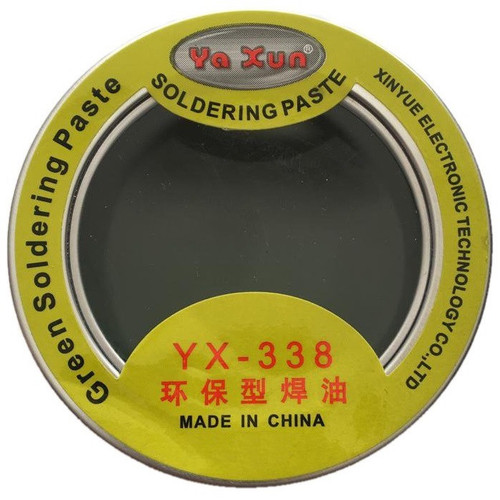 Ya Xun®
SOLDERING PASTE
Green Soldering Paste
XINYUE ELECTRONIC TECHNOLOGY CO.,LTD
YX-338
环保型焊油
MADE IN CHINA